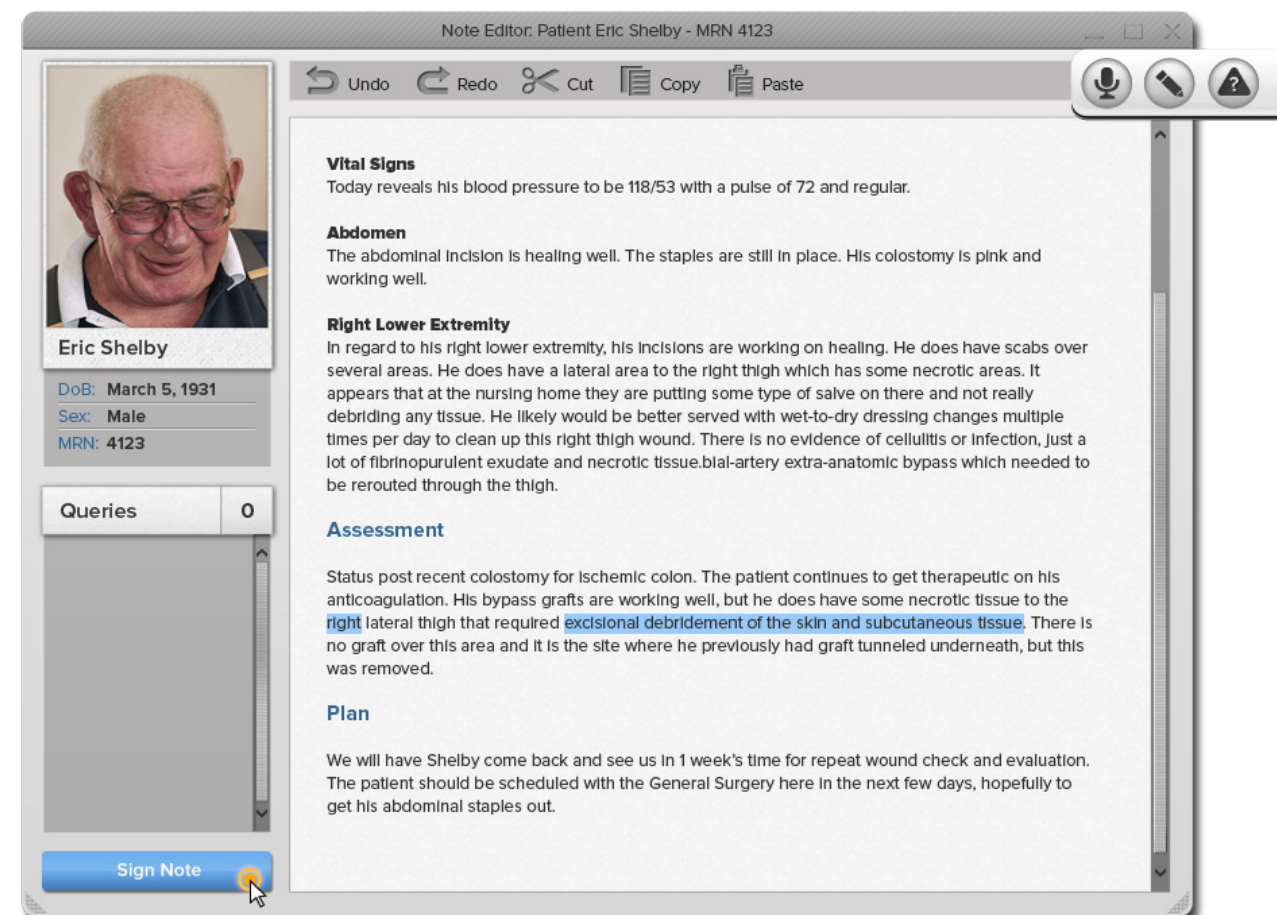 Note Editor: Patient Eric Shelby - MRN 4123
Undo Redo Cut Copy Paste
?
Eric Shelby
DoB: March 5, 1931
Sex: Male
MRN: 4123
Queries 0
Sign Note
Vital Signs
Today reveals his blood pressure to be 118/53 with a pulse of 72 and regular.
Abdomen
The abdominal incision is healing well. The staples are still in place. His colostomy is pink and
working well.
Right Lower Extremity
In regard to his right lower extremity, his incisions are working on healing. He does have scabs over
several areas. He does have a lateral area to the right thigh which has some necrotic areas. It
appears that at the nursing home they are putting some type of salve on there and not really
debriding any tissue. He likely would be better served with wet-to-dry dressing changes multiple
times per day to clean up this right thigh wound. There is no evidence of cellulitis or infection, just a
lot of fibrinopurulent exudate and necrotic tissue.bial-artery extra-anatomic bypass which needed to
be rerouted through the thigh.
Assessment
Status post recent colostomy for ischemic colon. The patient continues to get therapeutic on his
anticoagulation. His bypass grafts are working well, but he does have some necrotic tissue to the
right lateral thigh that required excisional debridement of the skin and subcutaneous tissue. There is
no graft over this area and it is the site where he previously had graft tunneled underneath, but this
was removed.
Plan
We will have Shelby come back and see us in 1 week's time for repeat wound check and evaluation.
The patient should be scheduled with the General Surgery here in the next few days, hopefully to
get his abdominal staples out.